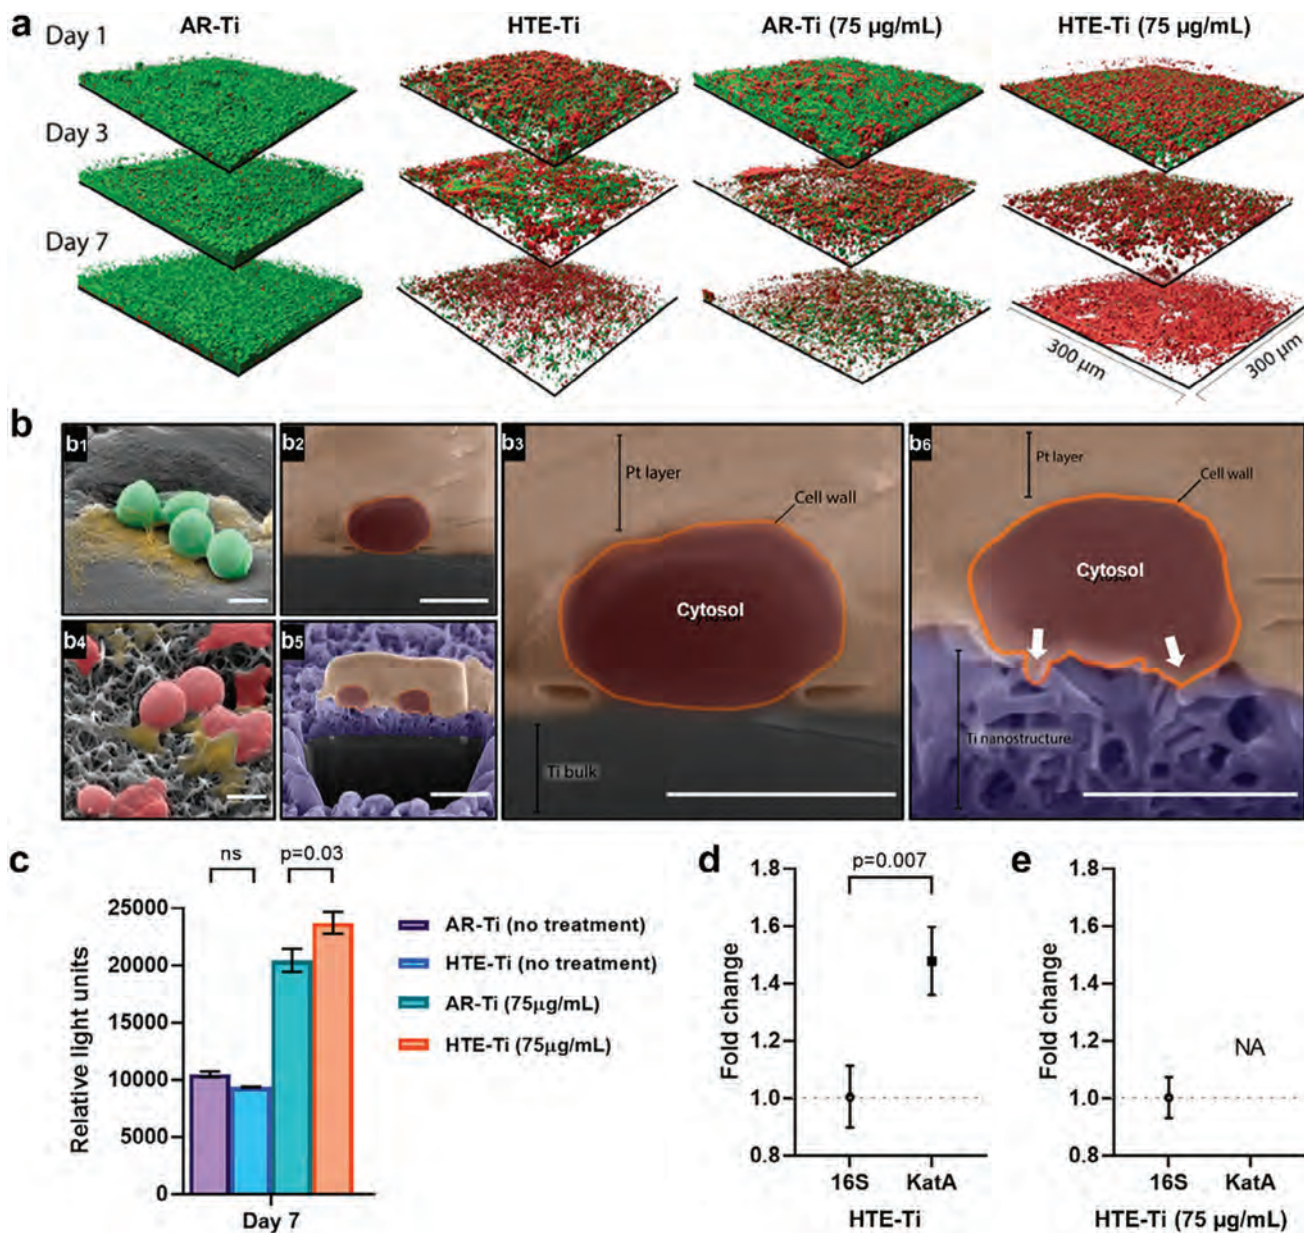 a
AR-Ti
HTE-Ti
AR-Ti (75 µg/mL)
HTE-Ti (75 µg/mL)
Day 1
Day 3
Day 7
300 µm
300 µm
b
b1
b2
b3
Pt layer
Cell wall
Cytosol
Ti bulk
b6
Pt layer
Cell wall
Cytosol
Ti nanostructure
b4
b5
c
ns
p=0.03
25000
20000
15000
10000
5000
0
Relative light units
Day 7
AR-Ti (no treatment)
HTE-Ti (no treatment)
AR-Ti (75µg/mL)
HTE-Ti (75µg/mL)
d
p=0.007
1.8
1.6
1.4
1.2
1.0
0.8
Fold change
16S
KatA
HTE-Ti
e
1.8
1.6
1.4
1.2
1.0
0.8
Fold change
NA
16S
KatA
HTE-Ti (75 µg/mL)